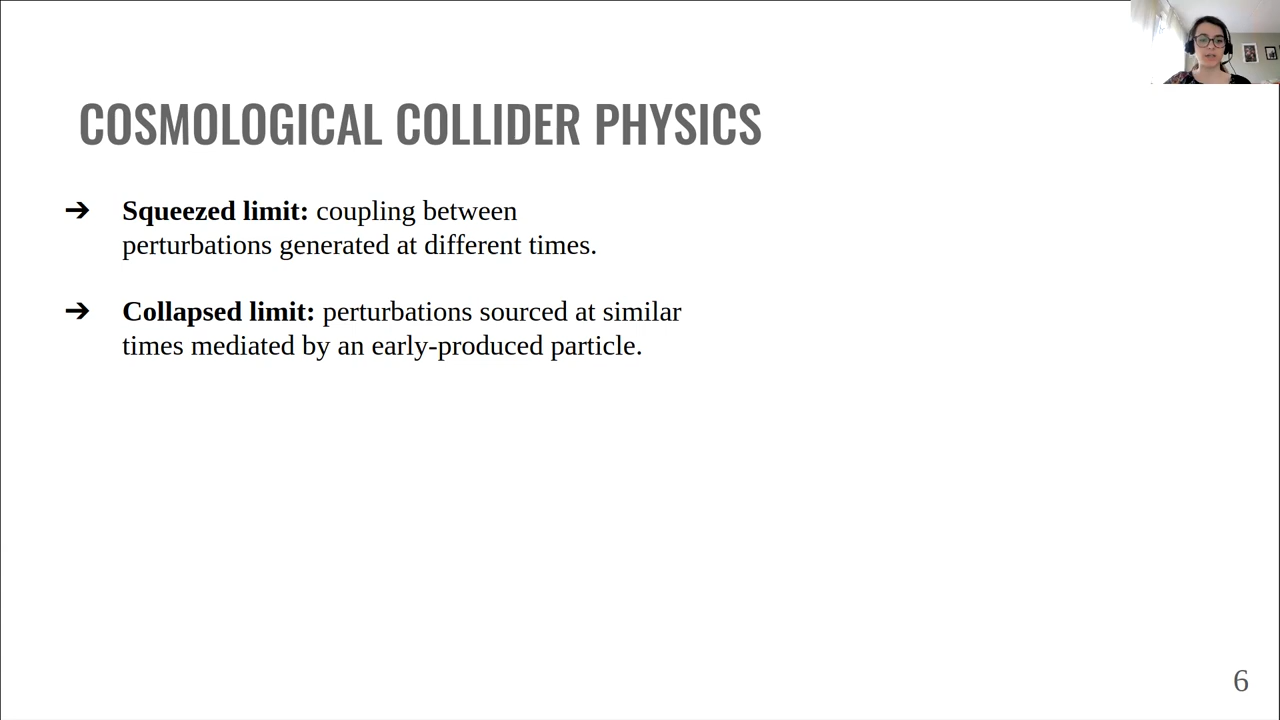 COSMOLOGICAL COLLIDER PHYSICS
➔ Squeezed limit: coupling between
perturbations generated at different times.
➔ Collapsed limit: perturbations sourced at similar
times mediated by an early-produced particle.
6